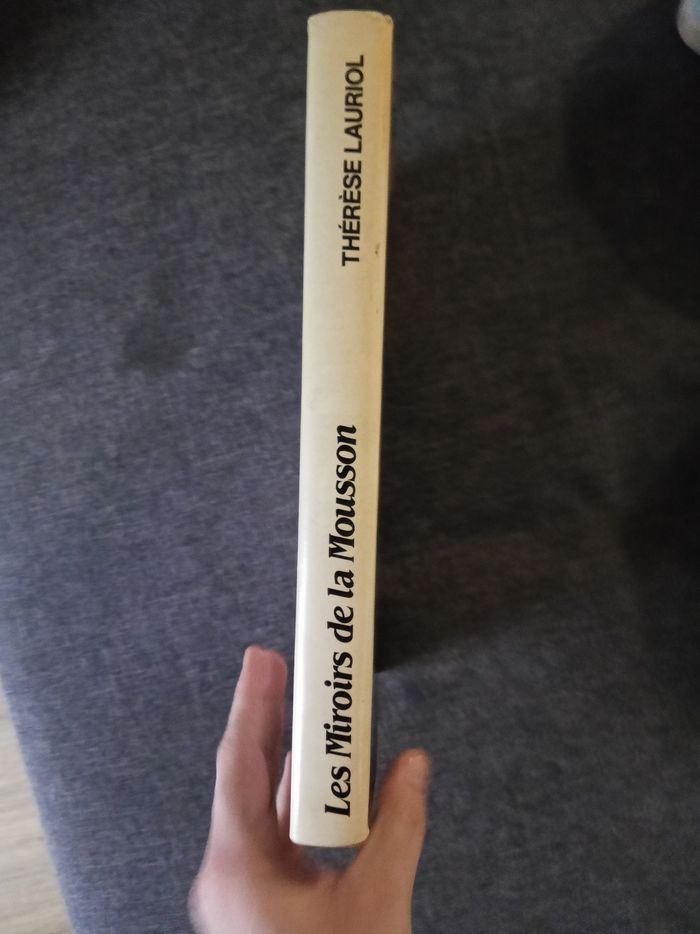 Les Miroirs de la Mousson
THÉRÈSE LAURIOL